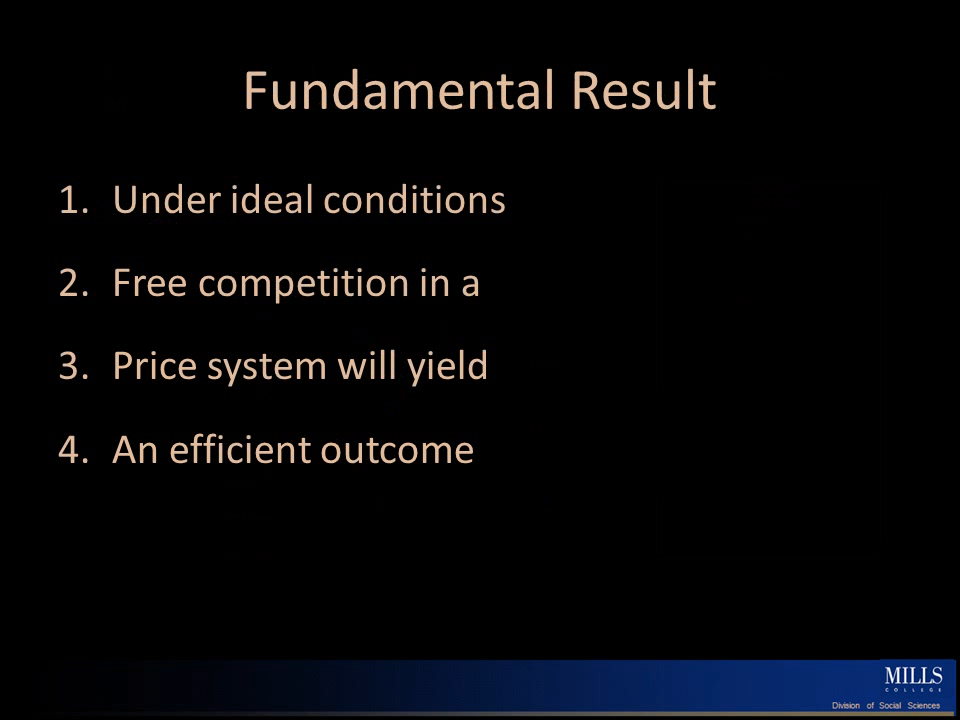 Fundamental Result
1. Under ideal conditions
2. Free competition in a
3. Price system will yield
4. An efficient outcome
MILLS
COLLEGE
Division of Social Sciences